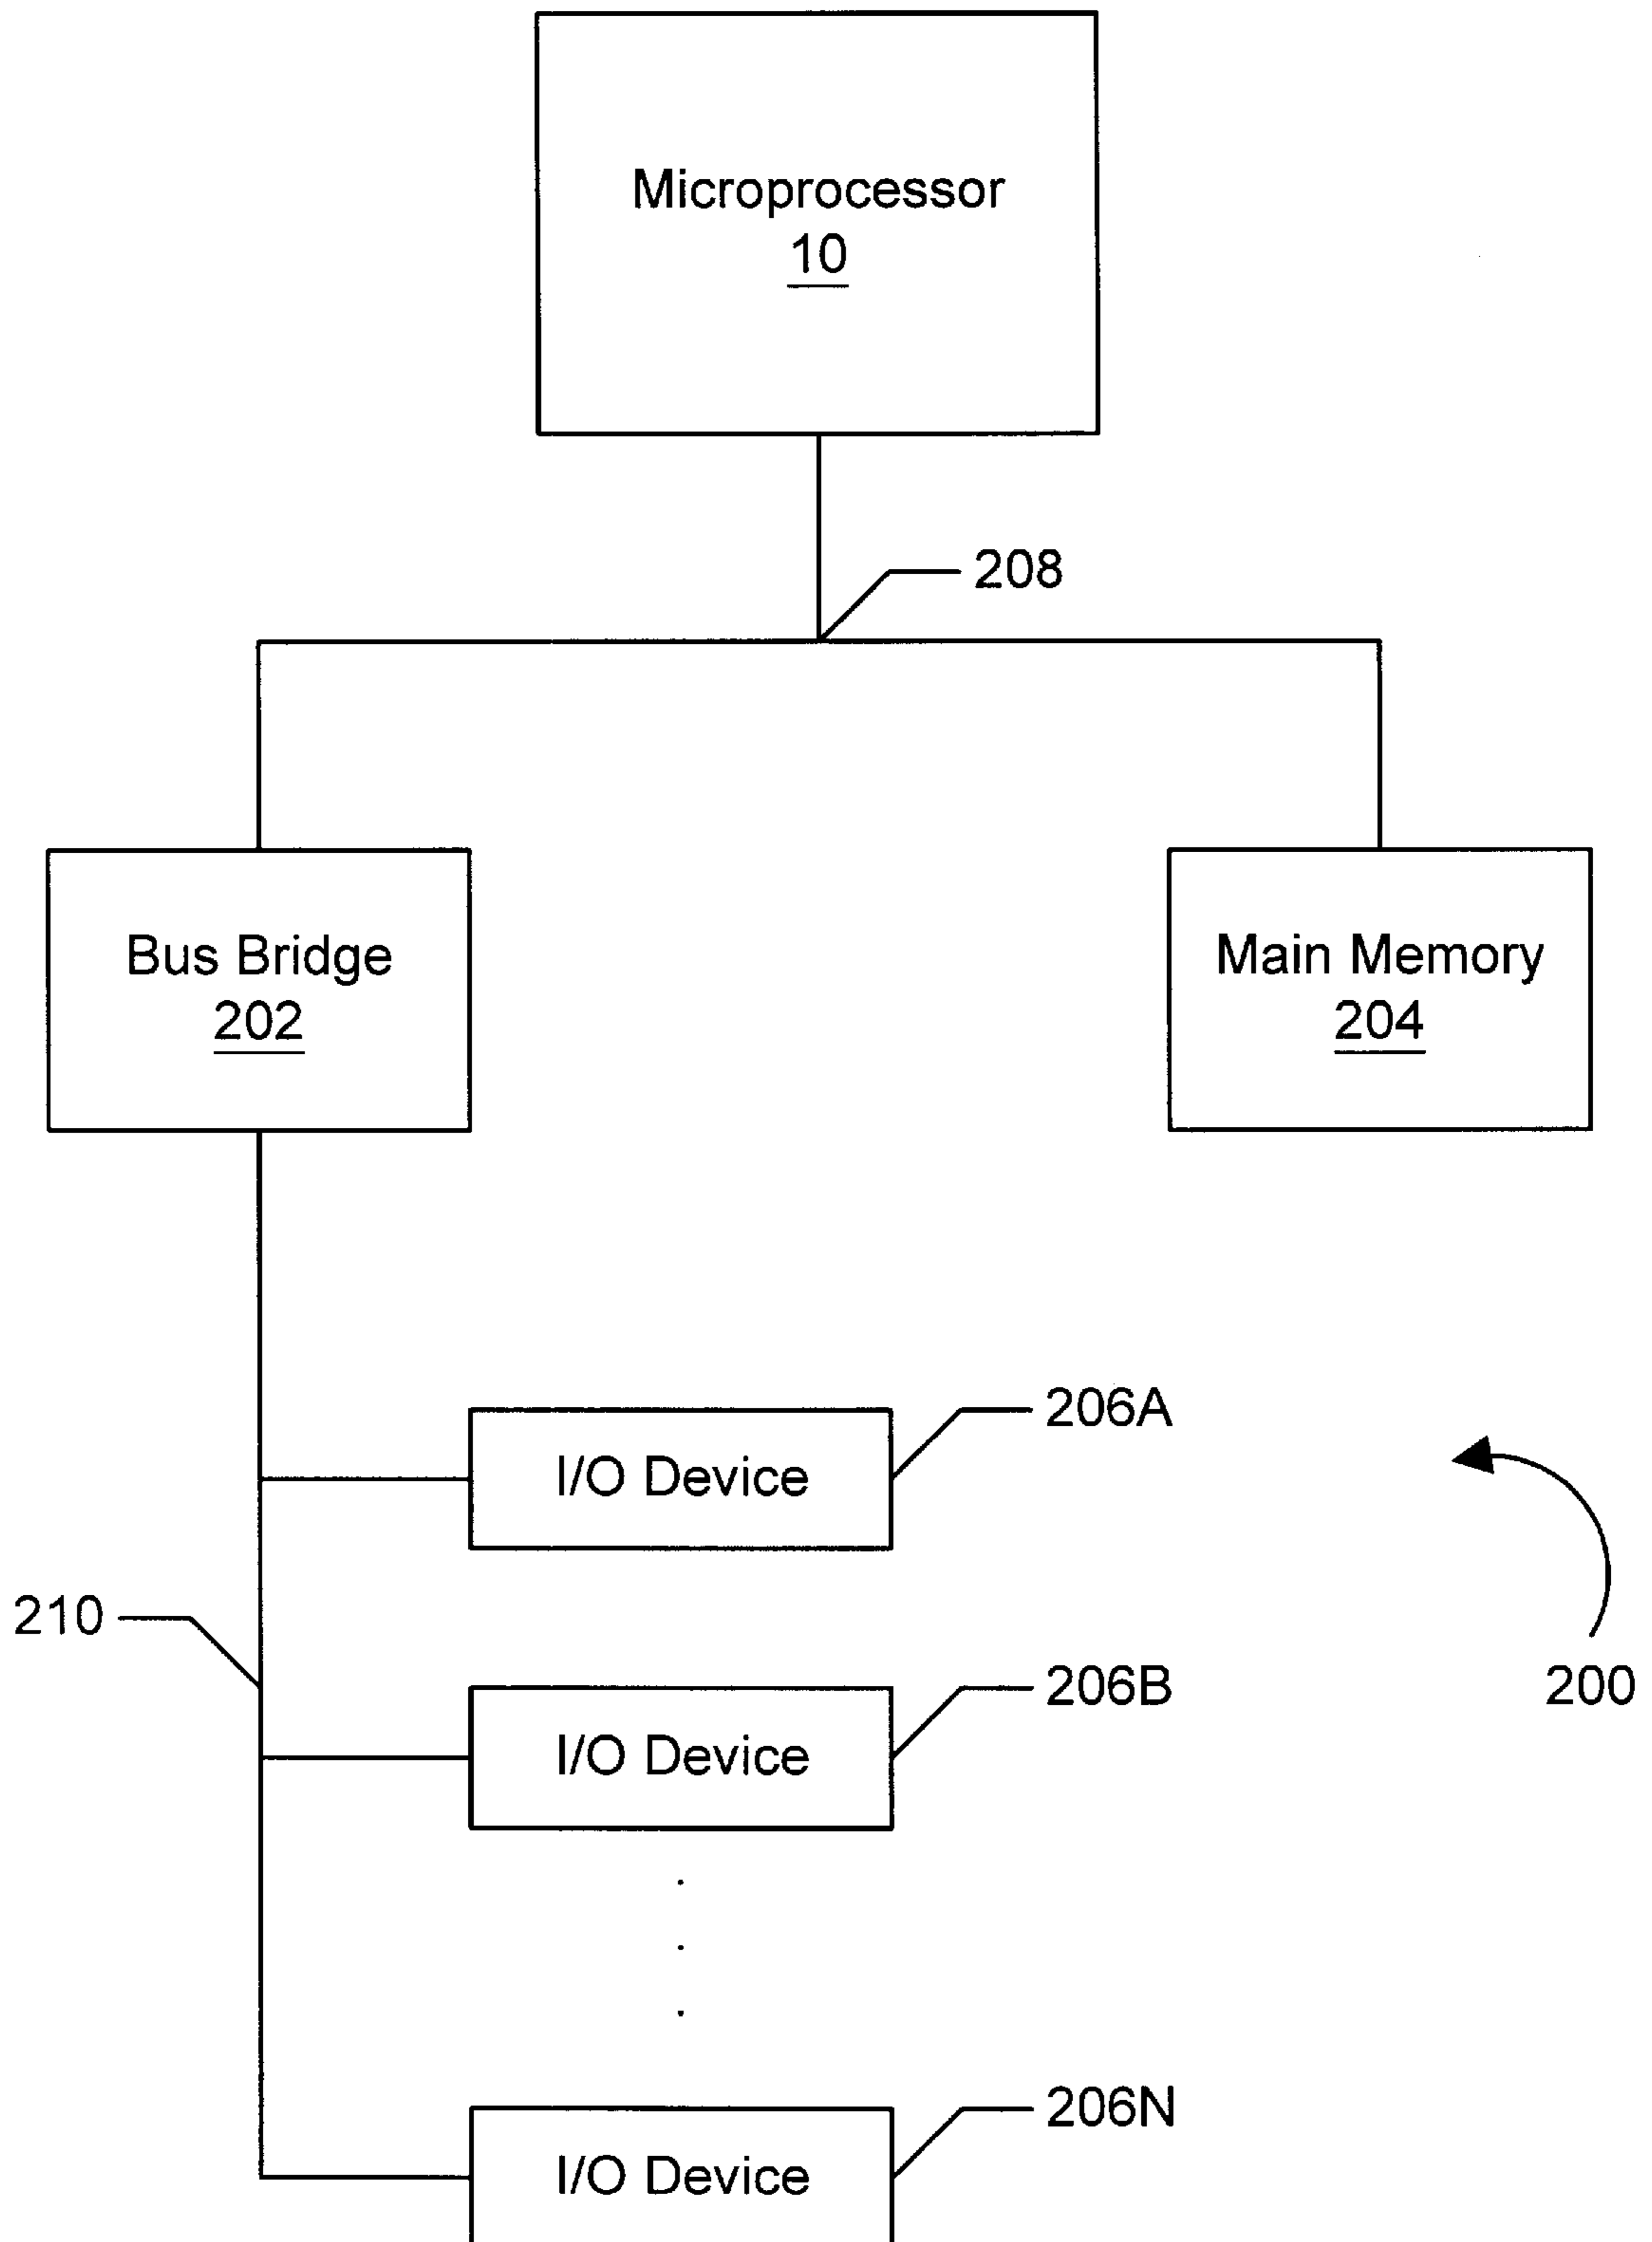 Microprocessor
10
208
Bus Bridge
202
Main Memory
204
206A
I/O Device
210
206B
I/O Device
200
206N
I/O Device